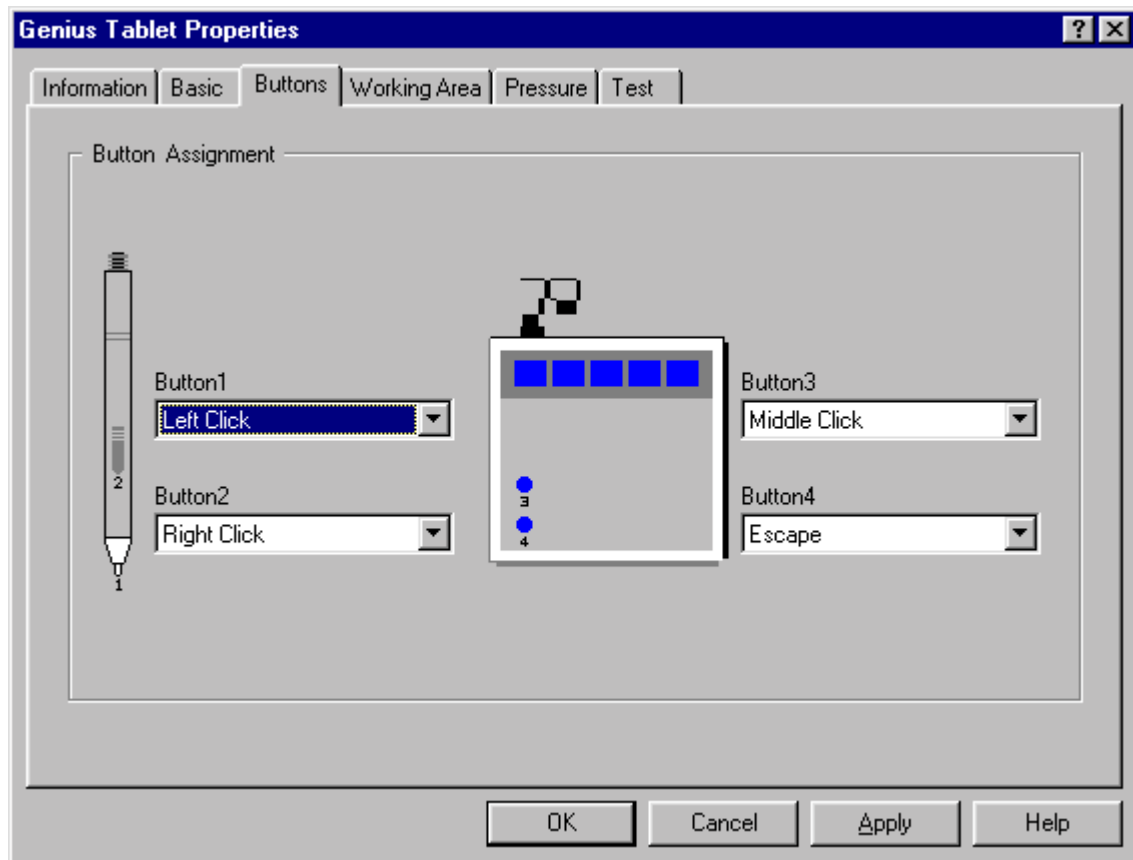 Genius Tablet Properties
Information Basic Buttons Working Area Pressure Test
Button Assignment
Button1
Left Click
Button2
Right Click
2
1
3
4
Button3
Middle Click
Button4
Escape
OK Cancel Apply Help